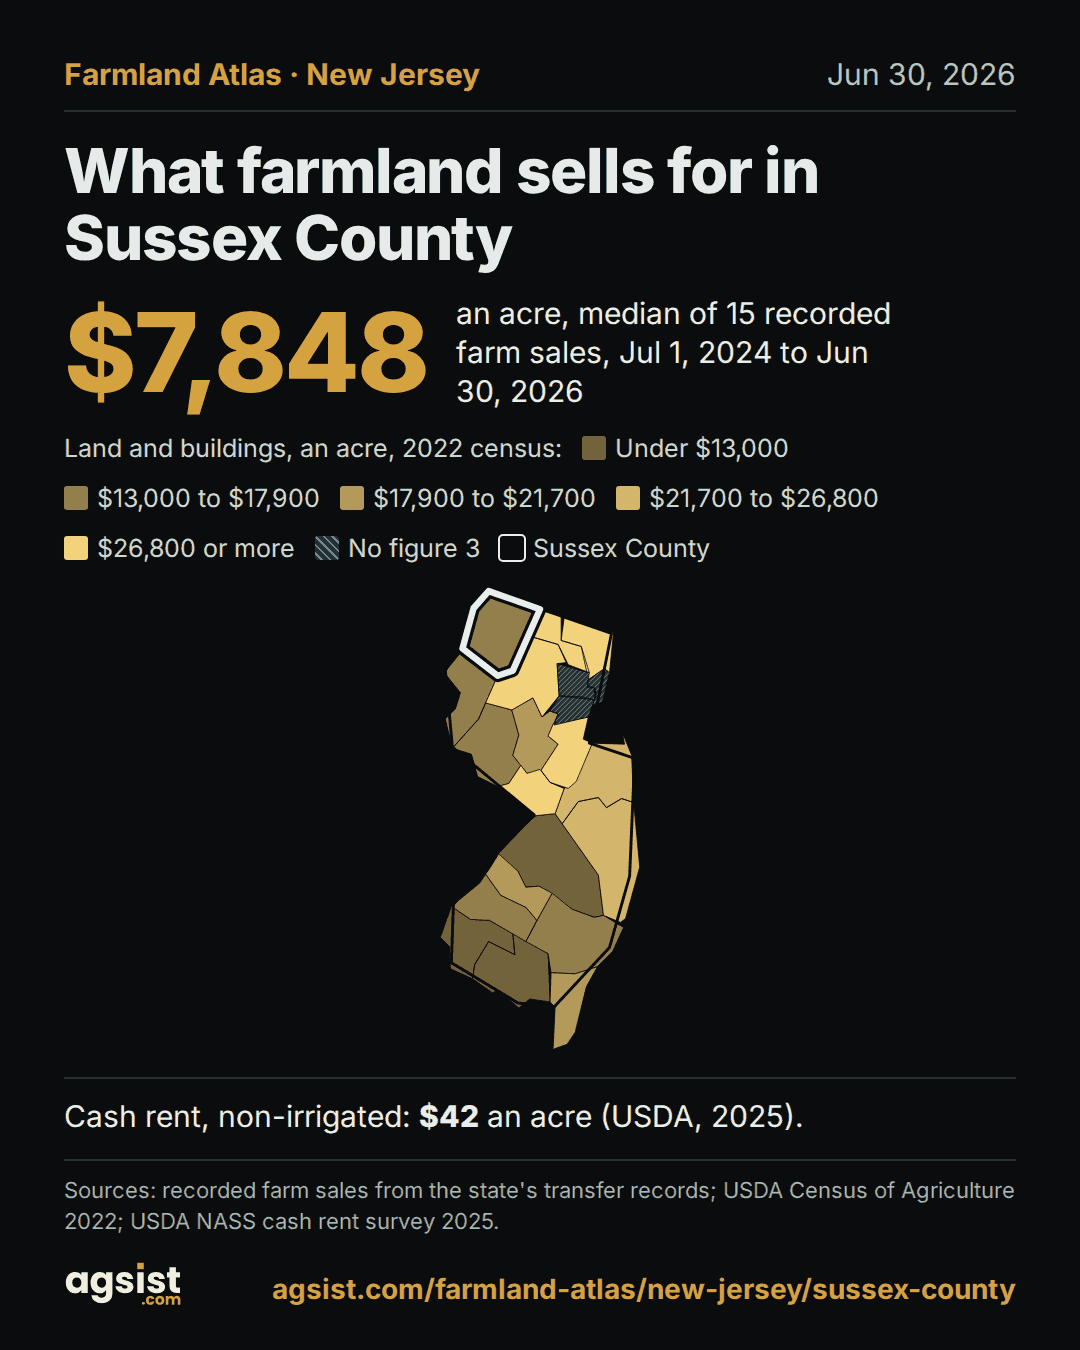 Farmland Atlas · New Jersey
Jun 30, 2026
What farmland sells for in
Sussex County
$7,848
an acre, median of 15 recorded
farm sales, Jul 1, 2024 to Jun
30, 2026
Land and buildings, an acre, 2022 census: Under $13,000
$13,000 to $17,900 $17,900 to $21,700 $21,700 to $26,800
$26,800 or more No figure 3 Sussex County
Cash rent, non-irrigated: $42 an acre (USDA, 2025).
Sources: recorded farm sales from the state's transfer records; USDA Census of Agriculture
2022; USDA NASS cash rent survey 2025.
agsist
.com
agsist.com/farmland-atlas/new-jersey/sussex-county